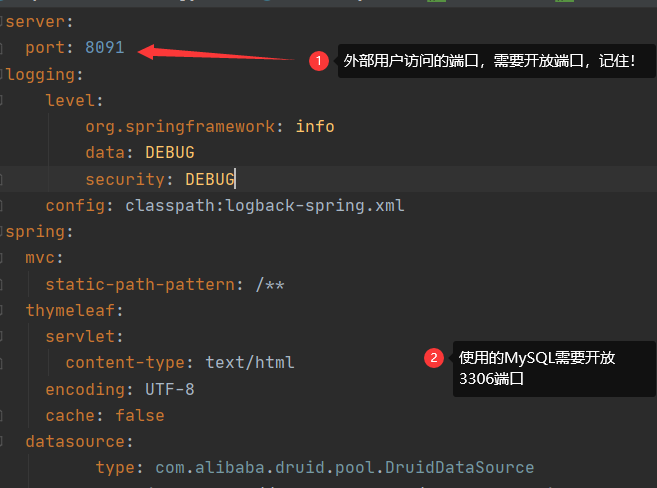 server:
port: 8091
1 外部用户访问的端口，需要开放端口，记住！
logging:
level:
org.springframework: info
data: DEBUG
security: DEBUG
config: classpath:logback-spring.xml
spring:
mvc:
static-path-pattern: /**
thymeleaf:
servlet:
2 使用的MySQL需要开放
3306端口
content-type: text/html
encoding: UTF-8
cache: false
datasource:
type: com.alibaba.druid.pool.DruidDataSource